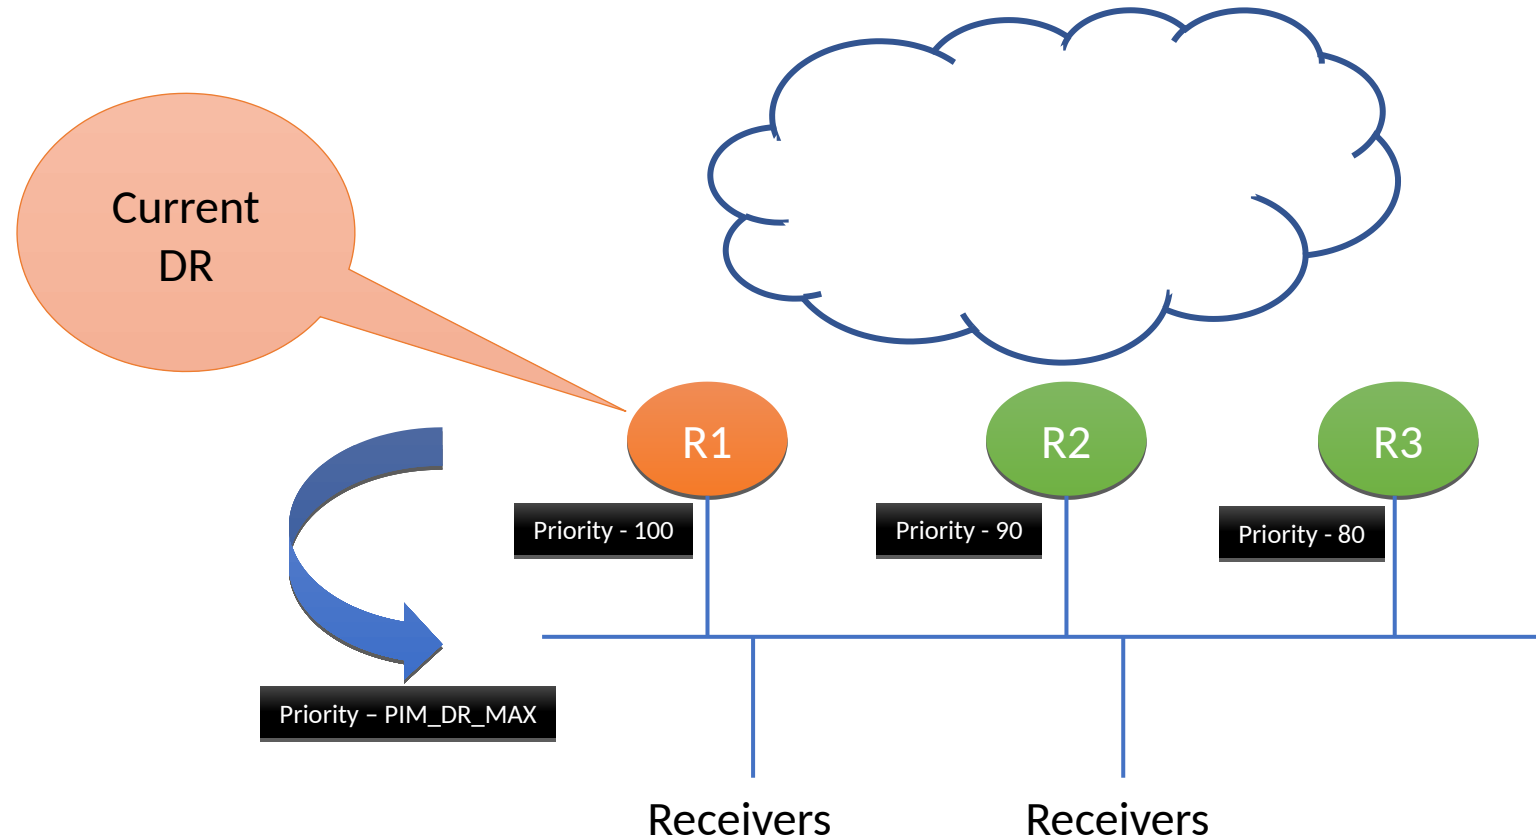 Current
DR
R1
R2
R3
Priority - 100
Priority - 90
Priority - 80
Priority – PIM_DR_MAX
Receivers
Receivers